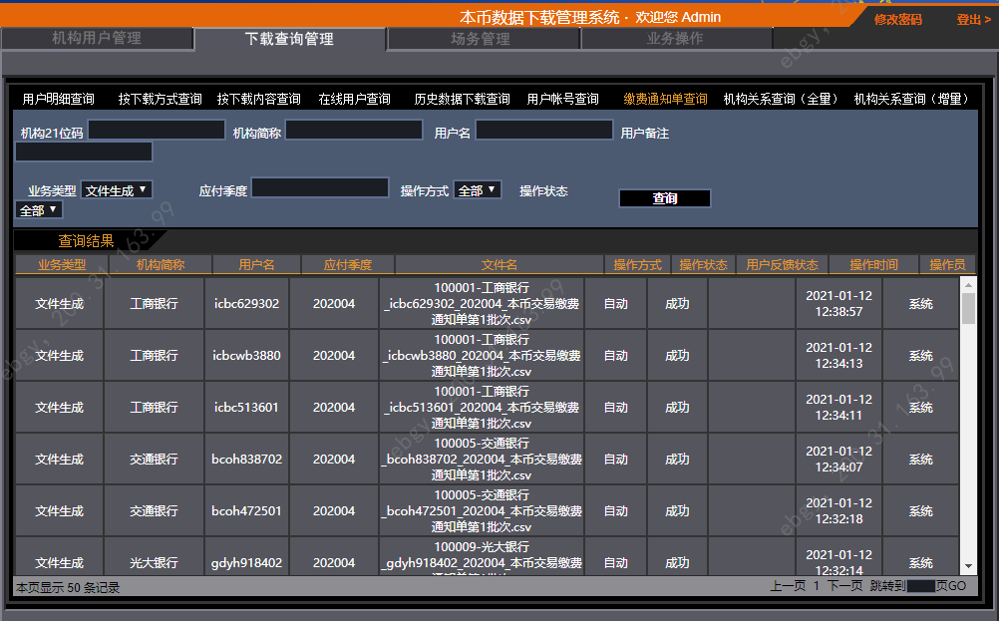 本币数据下载管理系统 · 欢迎您 Admin
修改密码 登出 >
机构用户管理 下载查询管理 场务管理 业务操作
用户明细查询 按下载方式查询 按下载内容查询 在线用户查询 历史数据下载查询 用户帐号查询 缴费通知单查询 机构关系查询（全量） 机构关系查询（增量）
机构21位码 机构简称 用户名 用户备注
业务类型 文件生成 应付季度 操作方式 全部 操作状态 查询
全部
查询结果
业务类型 机构简称 用户名 应付季度 文件名 操作方式 操作状态 用户反馈状态 操作时间 操作员
100001-工商银行
文件生成 工商银行 icbc629302 202004 _icbc629302_202004_本币交易缴费 自动 成功 2021-01-12 系统
通知单第1批次.csv 12:38:57
100001-工商银行
文件生成 工商银行 icbcwb3880 202004 _icbcwb3880_202004_本币交易缴费 自动 成功 2021-01-12 系统
通知单第1批次.csv 12:34:13
100001-工商银行
文件生成 工商银行 icbc513601 202004 _icbc513601_202004_本币交易缴费 自动 成功 2021-01-12 系统
通知单第1批次.csv 12:34:11
100005-交通银行
文件生成 交通银行 bcoh838702 202004 _bcoh838702_202004_本币交易缴费 自动 成功 2021-01-12 系统
通知单第1批次.csv 12:34:07
100005-交通银行
文件生成 交通银行 bcoh472501 202004 _bcoh472501_202004_本币交易缴费 自动 成功 2021-01-12 系统
通知单第1批次.csv 12:32:18
100009-光大银行
文件生成 光大银行 gdyh918402 202004 _gdyh918402_202004_本币交易缴费 自动 成功 2021-01-12 系统
通知单第1批次.csv 12:32:14
本页显示 50 条记录 上一页 1 下一页 跳转到 页GO